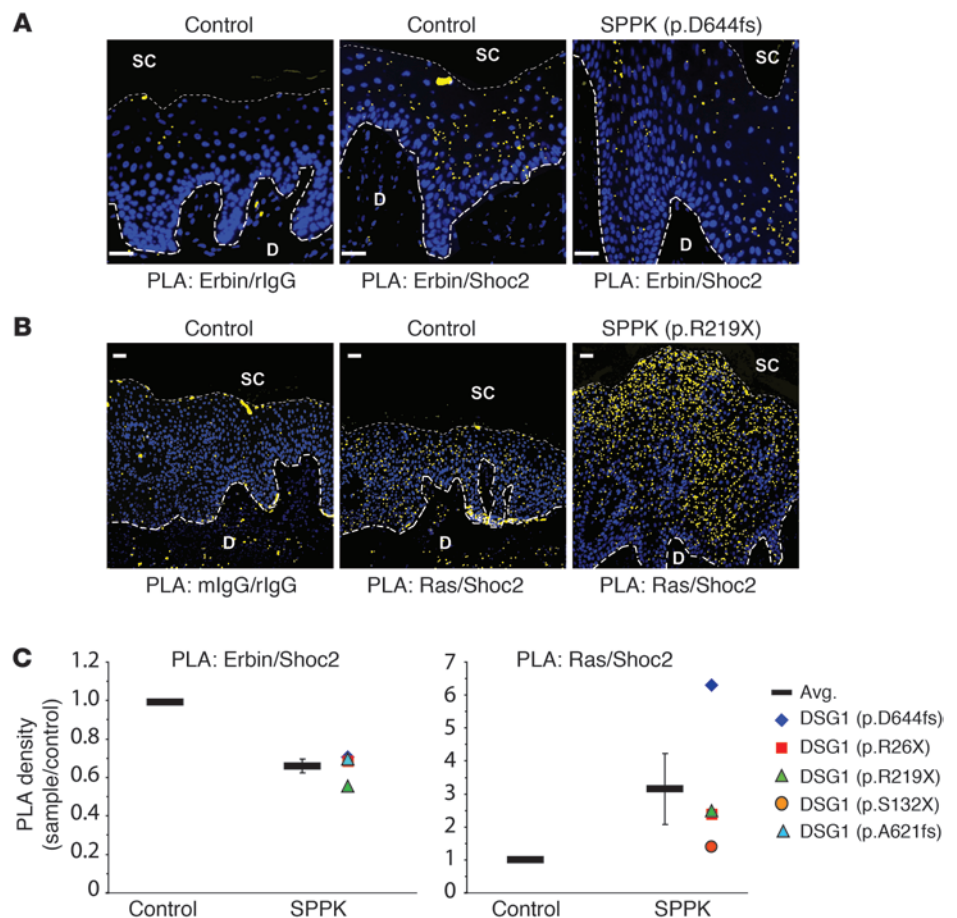 A
Control
Control
SPPK (p.D644fs)
SC
SC
SC
D
D
D
PLA: Erbin/rIgG
PLA: Erbin/Shoc2
PLA: Erbin/Shoc2
B
Control
Control
SPPK (p.R219X)
SC
SC
SC
D
D
D
PLA: mIgG/rIgG
PLA: Ras/Shoc2
PLA: Ras/Shoc2
C
PLA: Erbin/Shoc2
PLA density
(sample/control)
1.2
1.0
0.8
0.6
0.4
0.2
0
Control
SPPK
PLA: Ras/Shoc2
7
6
5
4
3
2
1
0
Control
SPPK
Avg.
DSG1 (p.D644fs)
DSG1 (p.R26X)
DSG1 (p.R219X)
DSG1 (p.S132X)
DSG1 (p.A621fs)